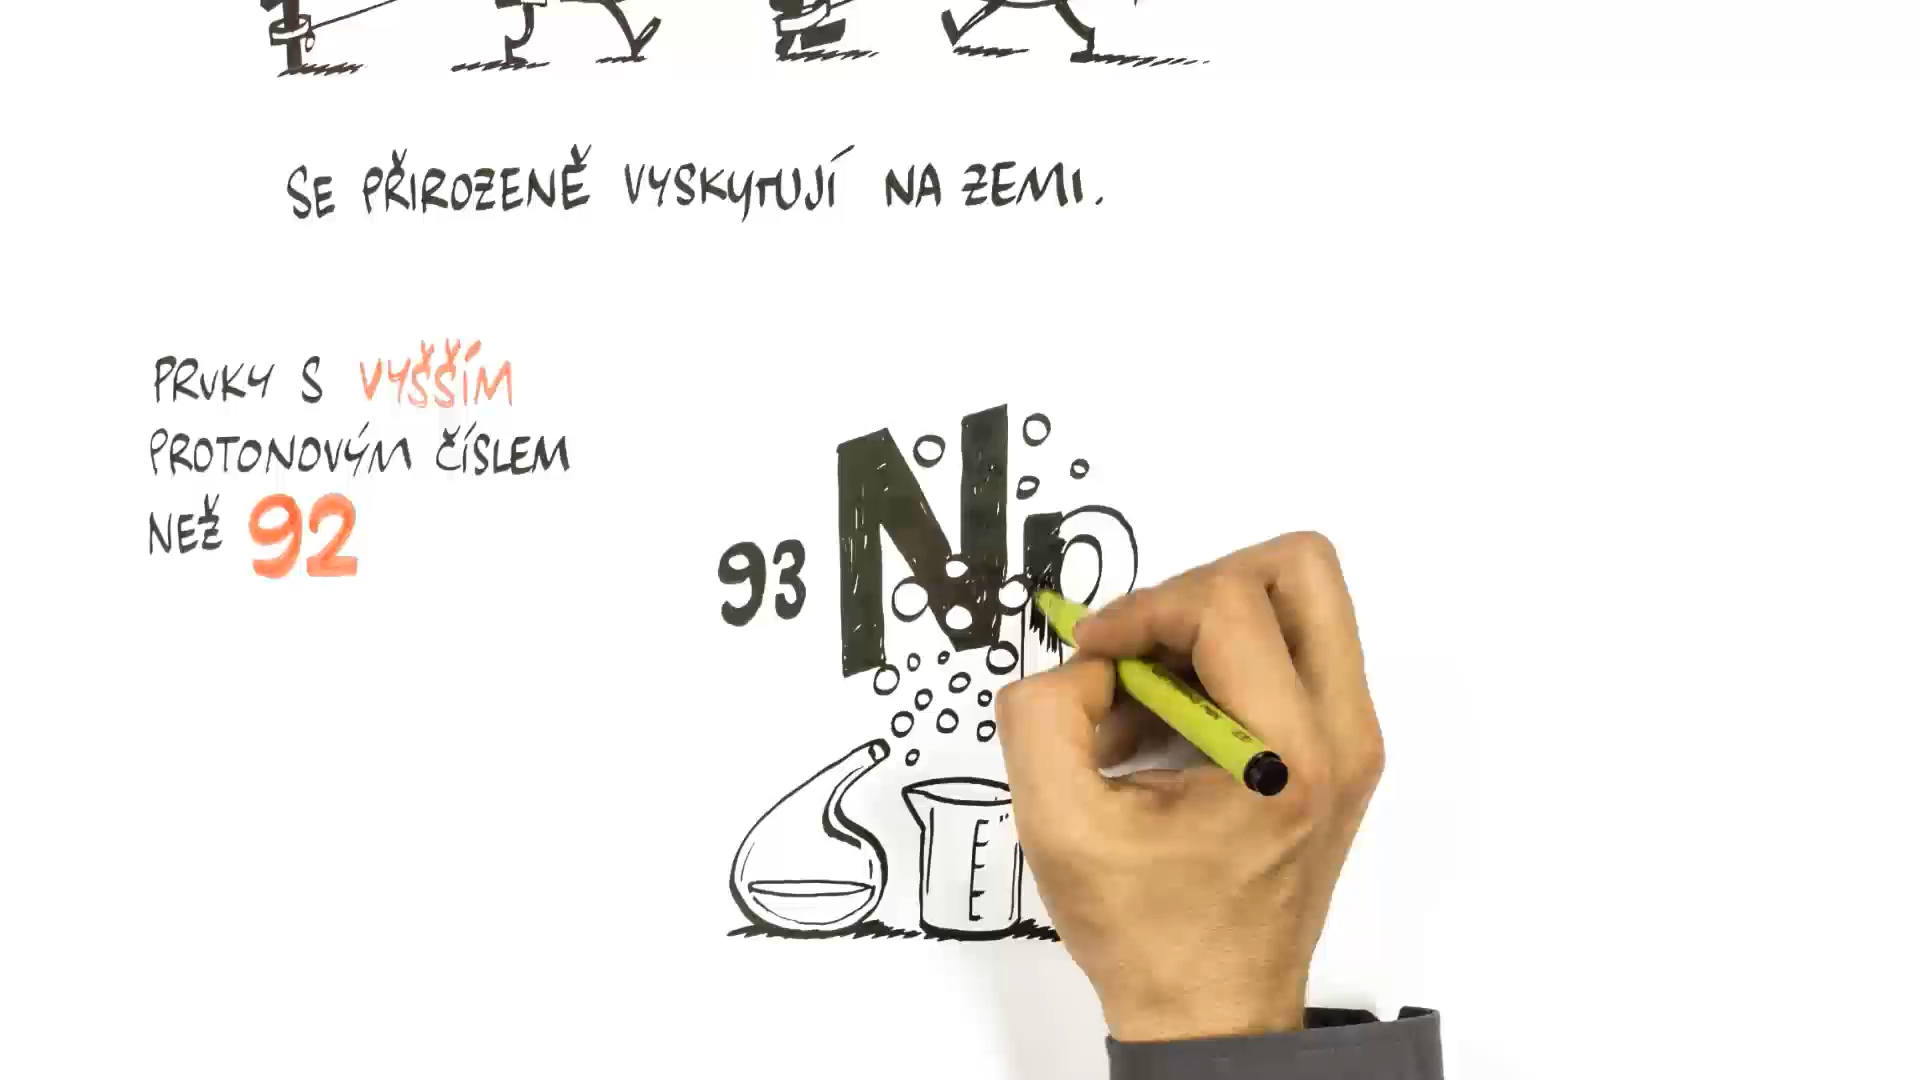 SE PŘIROZENĚ VYSKYTUJÍ NA ZEMI.
PRVKY S VYŠŠÍM
PROTONOVÝM ČÍSLEM
NEŽ 92
93 Np